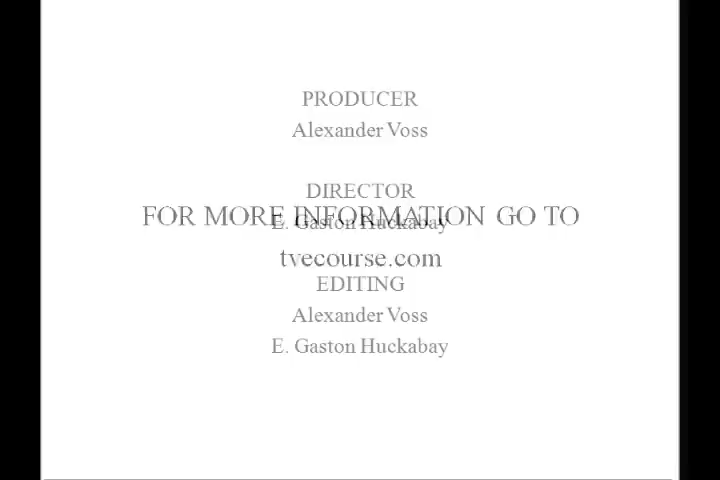 PRODUCER
Alexander Voss
DIRECTOR
FOR MORE INFORMATION GO TO
E. Gaston Huckabay
tvecourse.com
EDITING
Alexander Voss
E. Gaston Huckabay